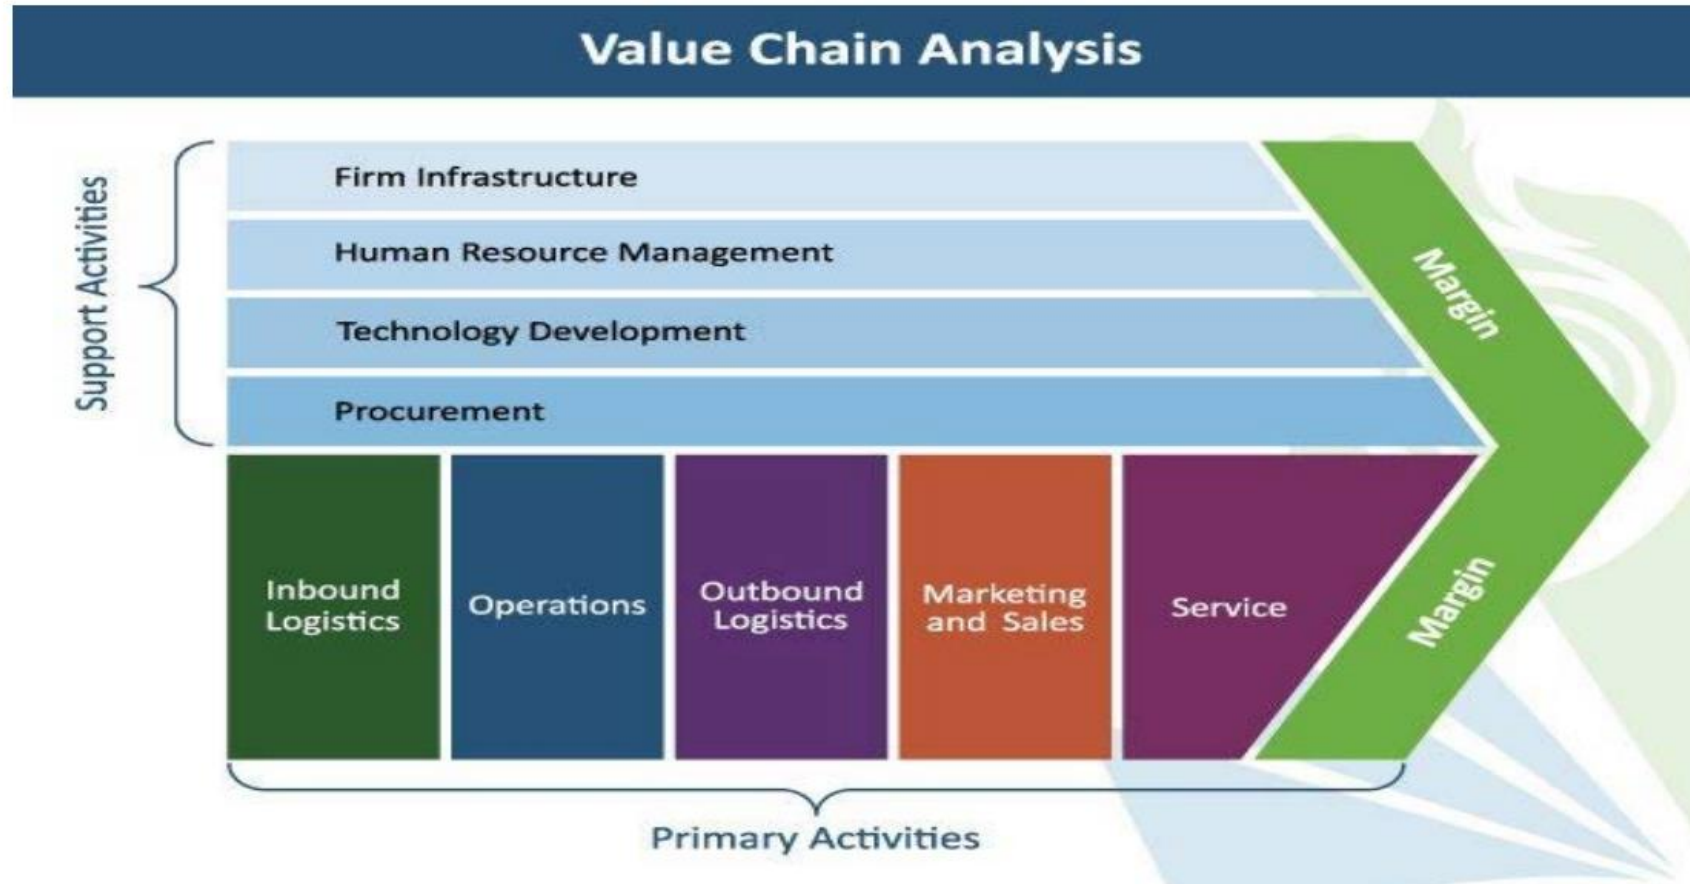 Value Chain Analysis
Support Activities
Firm Infrastructure
Human Resource Management
Technology Development
Procurement
Margin
Inbound
Logistics
Operations
Outbound
Logistics
Marketing
and Sales
Service
Margin
Primary Activities